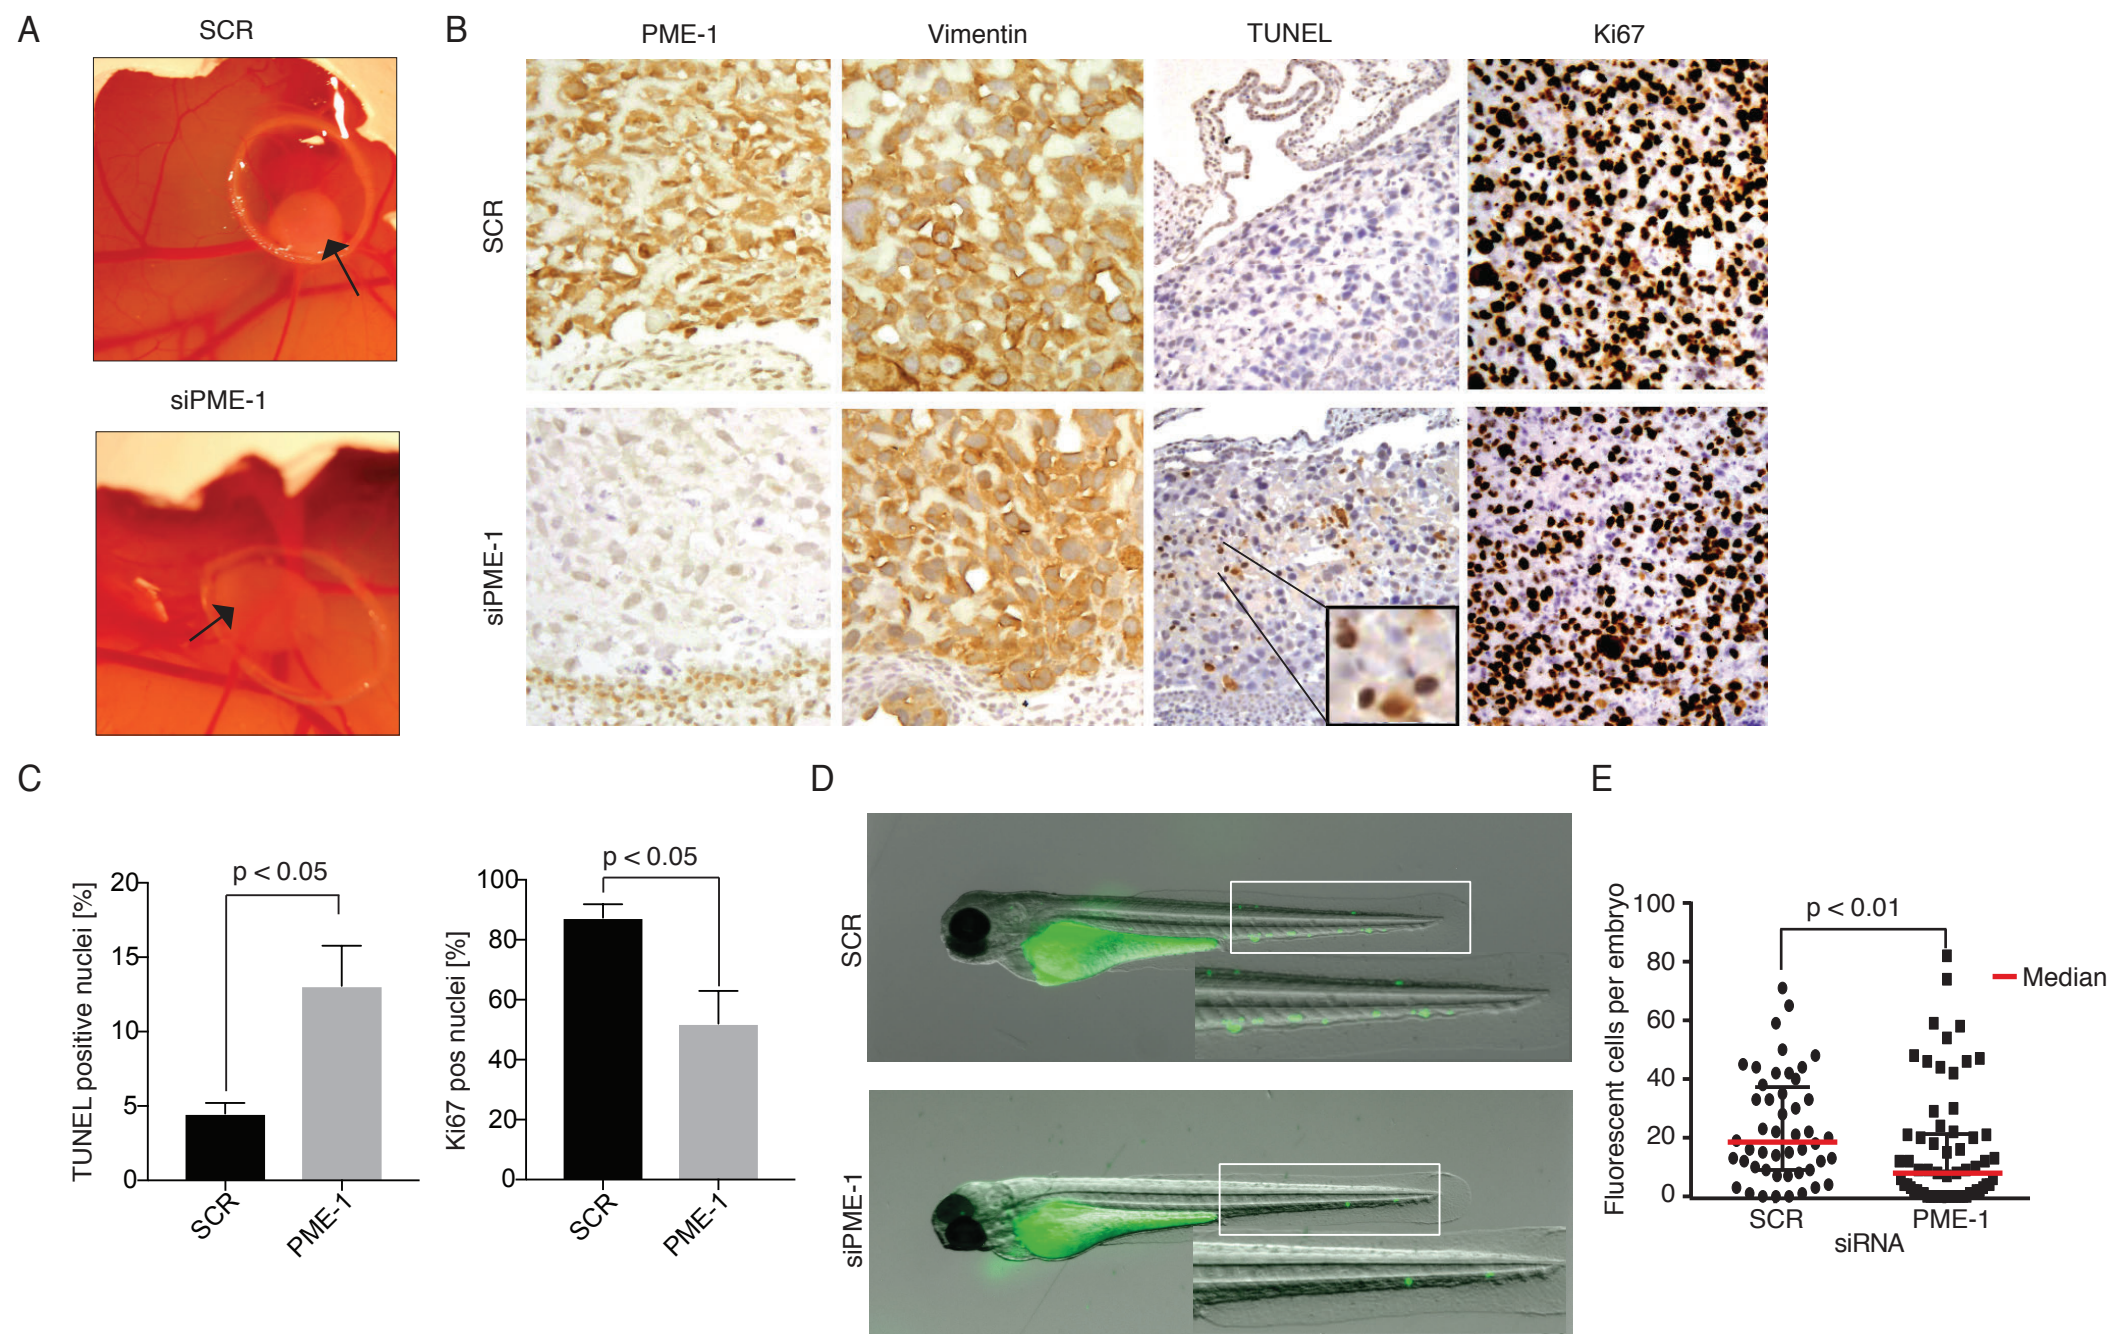 A
SCR
siPME-1
B
PME-1
Vimentin
TUNEL
Ki67
SCR
siPME-1
C
TUNEL positive nuclei [%]
20
15
10
5
0
p < 0.05
SCR
PME-1
Ki67 pos nuclei [%]
100
80
60
40
20
0
p < 0.05
SCR
PME-1
D
SCR
siPME-1
E
Fluorescent cells per embryo
100
80
60
40
20
0
p < 0.01
Median
SCR
PME-1
siRNA